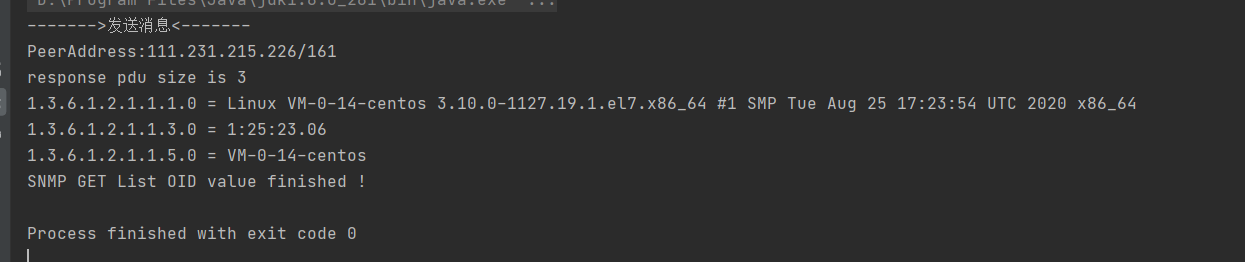 D:\Program Files\Java\jdk1.8.0_281\bin\java.exe" ...
------->发送消息<-------
PeerAddress:111.231.215.226/161
response pdu size is 3
1.3.6.1.2.1.1.1.0 = Linux VM-0-14-centos 3.10.0-1127.19.1.el7.x86_64 #1 SMP Tue Aug 25 17:23:54 UTC 2020 x86_64
1.3.6.1.2.1.1.3.0 = 1:25:23.06
1.3.6.1.2.1.1.5.0 = VM-0-14-centos
SNMP GET List OID value finished !
Process finished with exit code 0